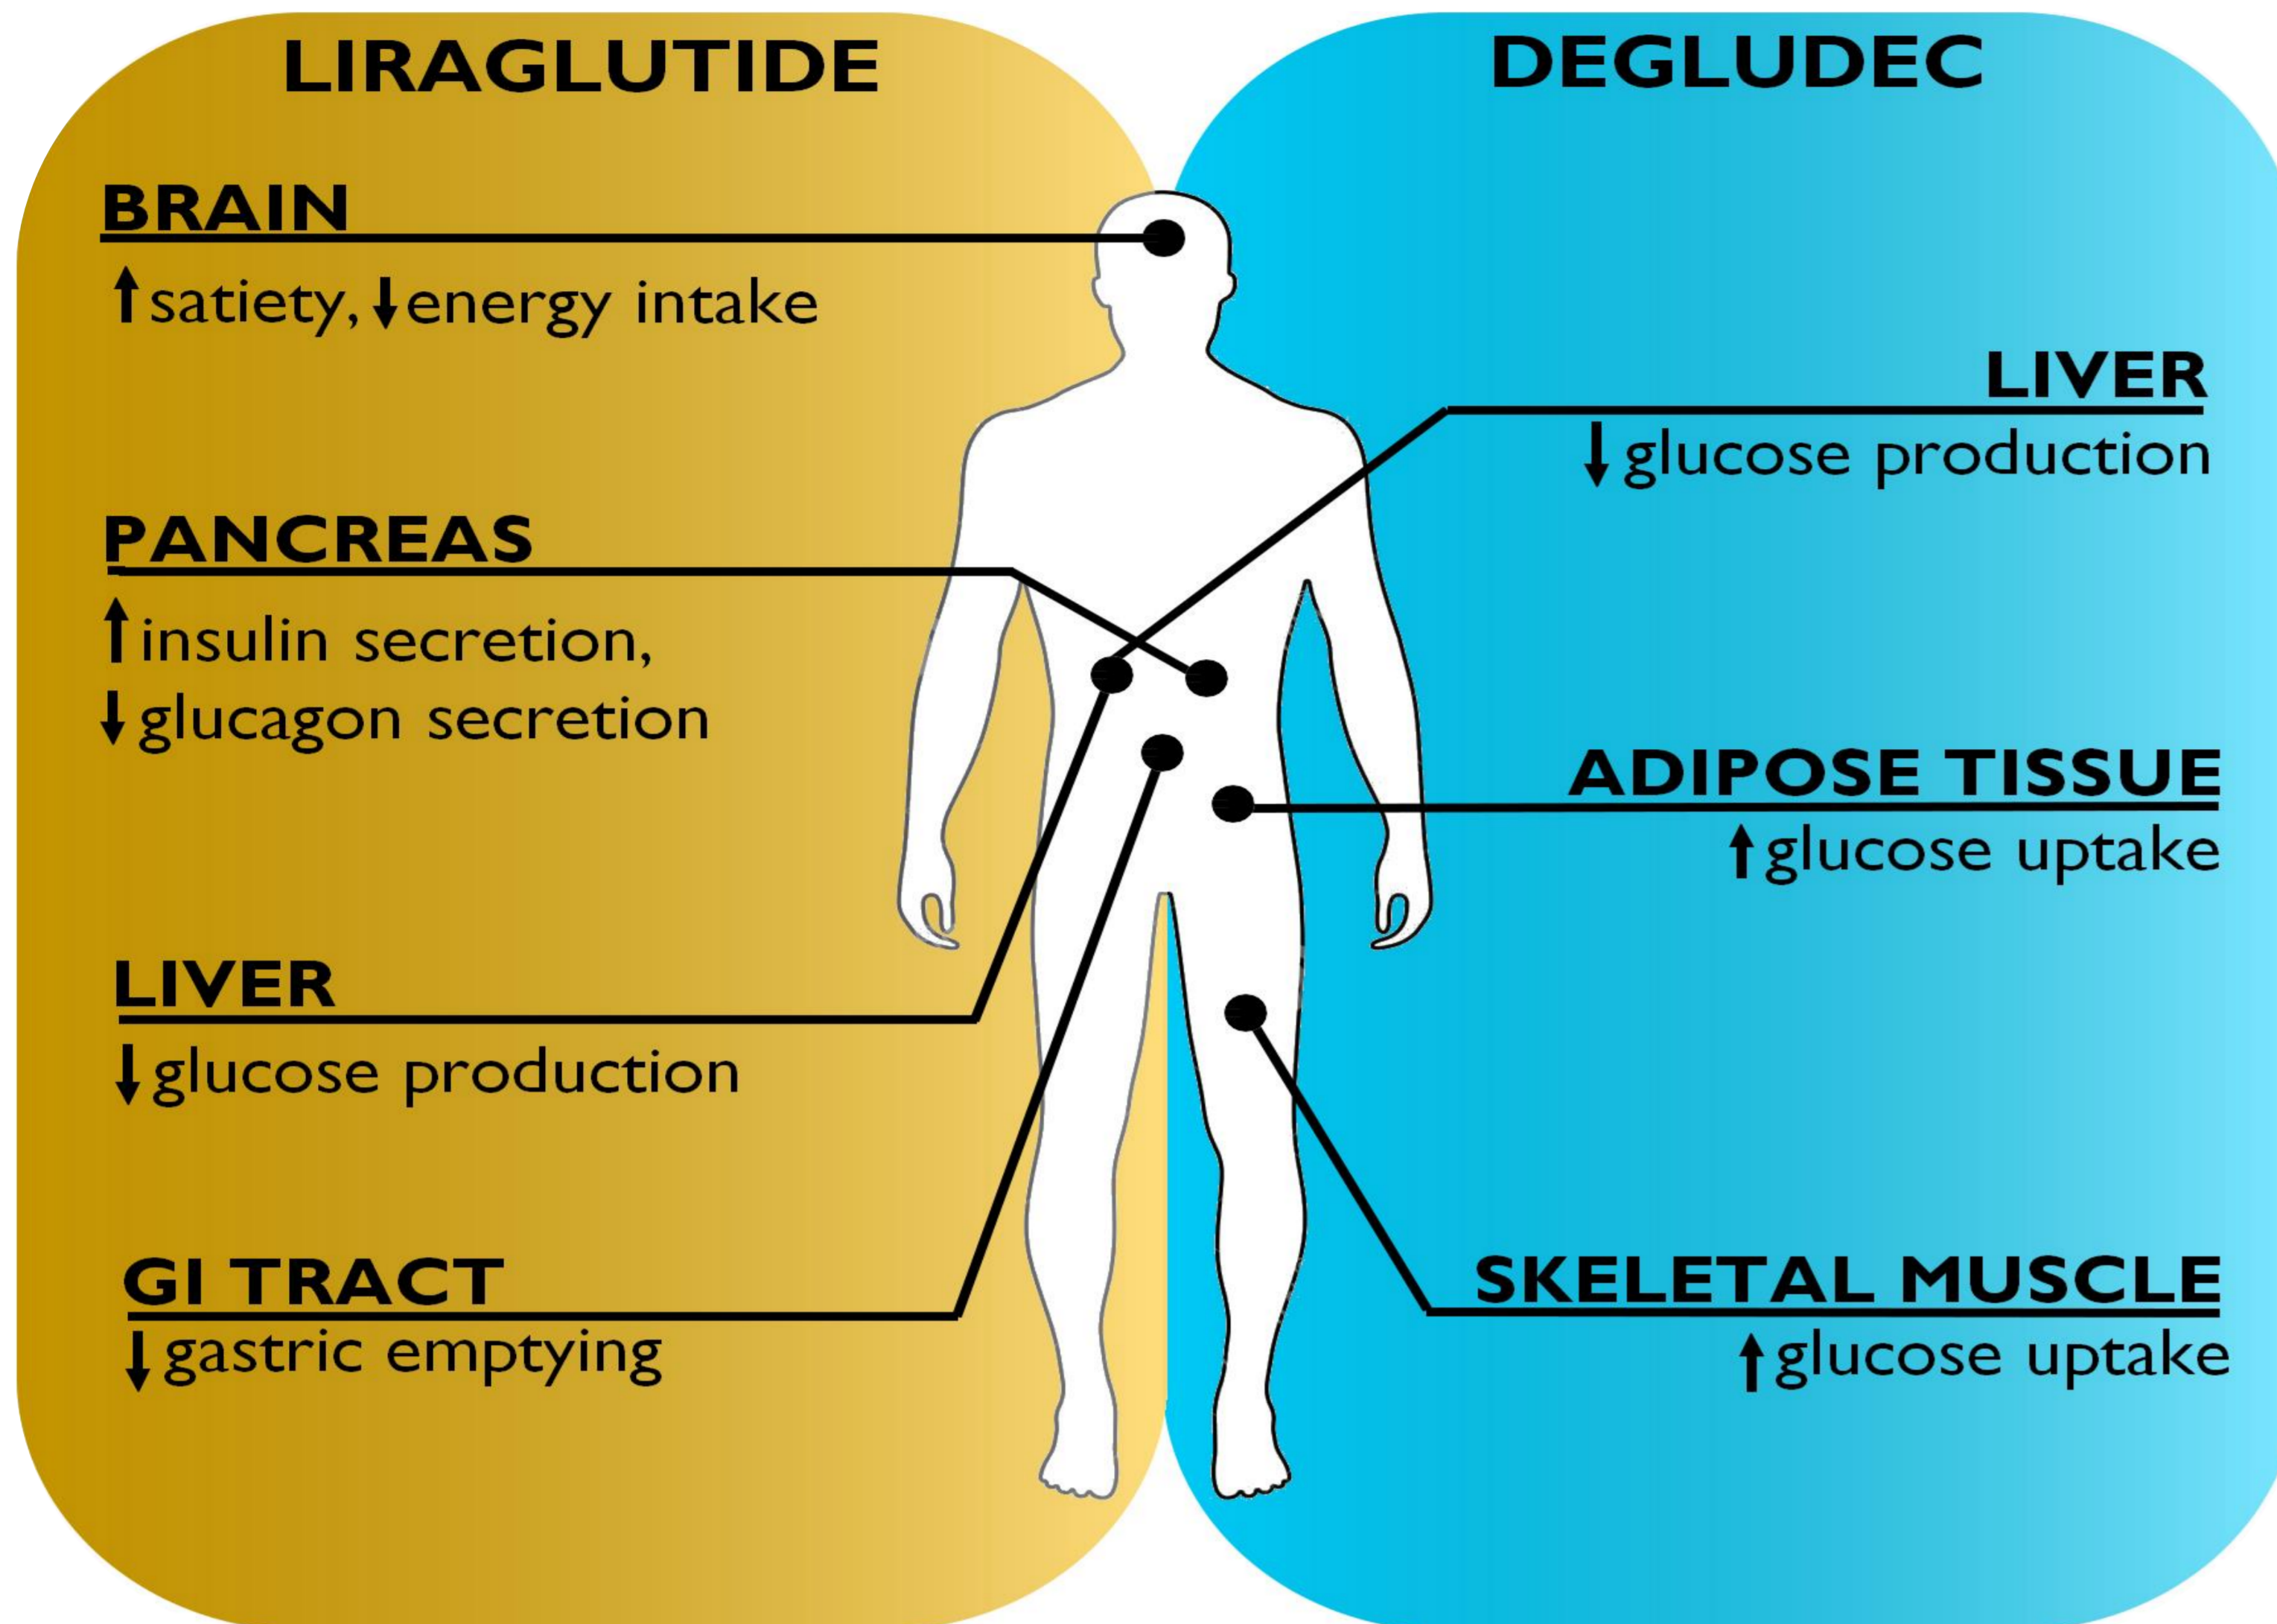 LIRAGLUTIDE
BRAIN
↑satiety, ↓energy intake
PANCREAS
↑insulin secretion,
↓glucagon secretion
LIVER
↓glucose production
GI TRACT
↓gastric emptying
DEGLUDEC
LIVER
↓glucose production
ADIPOSE TISSUE
↑glucose uptake
SKELETAL MUSCLE
↑glucose uptake